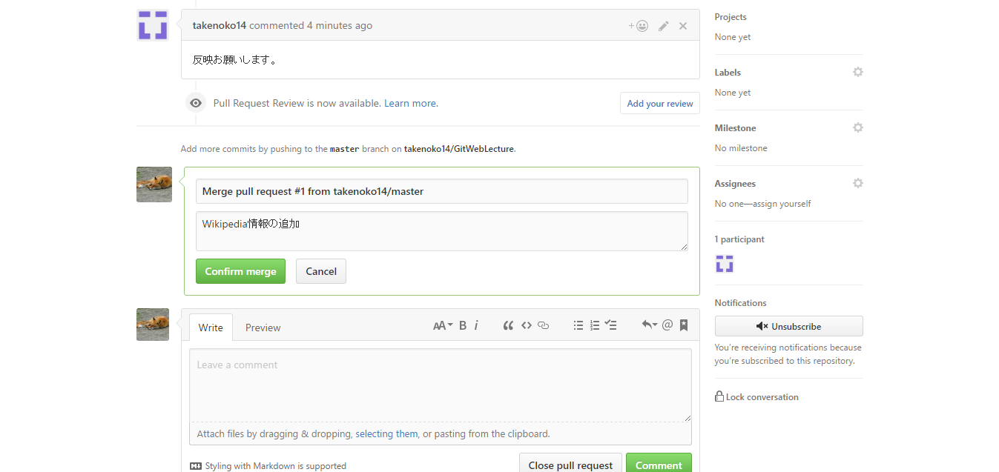 takenoko14 commented 4 minutes ago
反映お願いします。
Pull Request Review is now available. Learn more.
Add your review
Add more commits by pushing to the master branch on takenoko14/GitWebLecture.
Merge pull request #1 from takenoko14/master
Wikipedia情報の追加
Confirm merge
Cancel
Write
Preview
AA B i
Leave a comment
Attach files by dragging & dropping, selecting them, or pasting from the clipboard.
Styling with Markdown is supported
Close pull request
Comment
Projects
None yet
Labels
None yet
Milestone
No milestone
Assignees
No one—assign yourself
1 participant
Notifications
Unsubscribe
You're receiving notifications because
you're subscribed to this repository.
Lock conversation